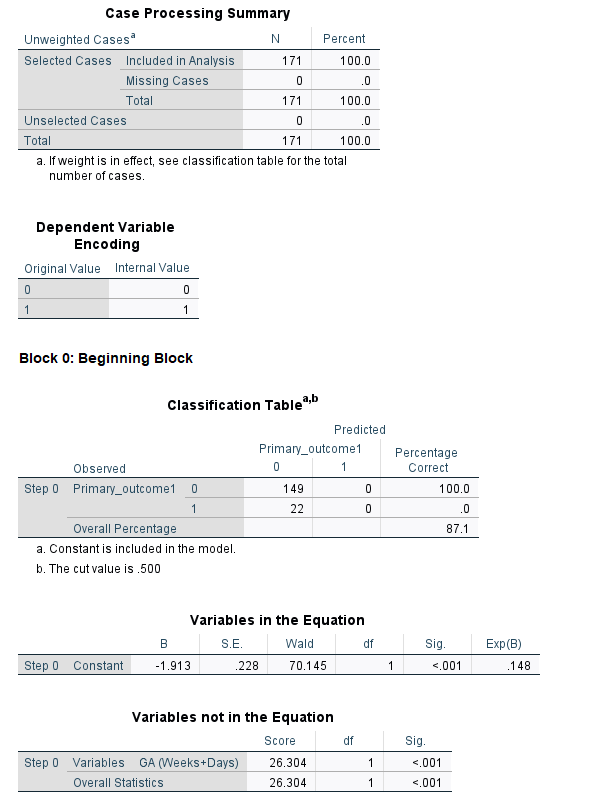 Case Processing Summary
Unweighted Casesa N Percent
Selected Cases Included in Analysis 171 100.0
Missing Cases 0 .0
Total 171 100.0
Unselected Cases 0 .0
Total 171 100.0
a. If weight is in effect, see classification table for the total
number of cases.
Dependent Variable
Encoding
Original Value Internal Value
0 0
1 1
Block 0: Beginning Block
Classification Tablea,b
Predicted
Primary_outcome1 Percentage
Observed 0 1 Correct
Step 0 Primary_outcome1 0 149 0 100.0
1 22 0 .0
Overall Percentage 87.1
a. Constant is included in the model.
b. The cut value is .500
Variables in the Equation
B S.E. Wald df Sig. Exp(B)
Step 0 Constant -1.913 .228 70.145 1 <.001 .148
Variables not in the Equation
Score df Sig.
Step 0 Variables GA (Weeks+Days) 26.304 1 <.001
Overall Statistics 26.304 1 <.001